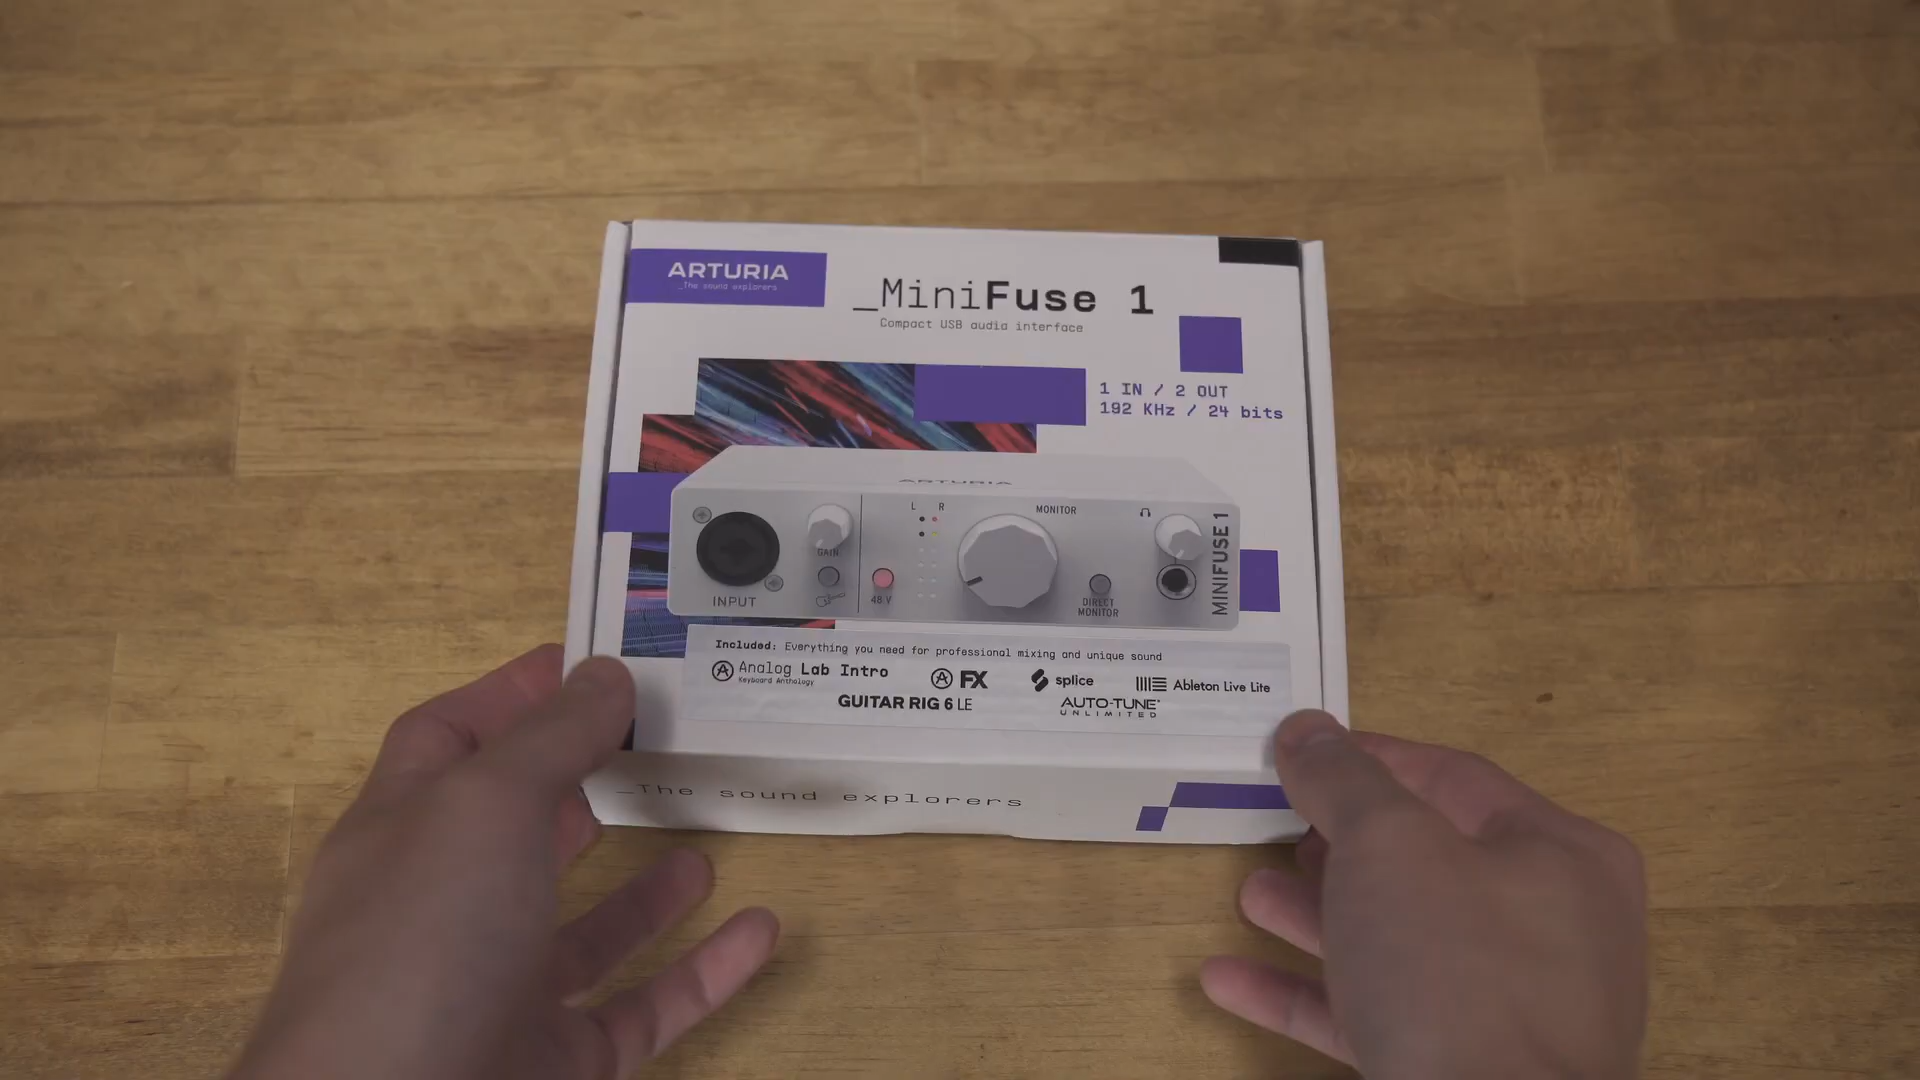 ARTURIA
_The sound explorers
_MiniFuse 1
Compact USB audio interface
1 IN / 2 OUT
192 KHz / 24 bits
ARTURIA
L R
MONITOR
GAIN
INPUT
48 V
DIRECT
MONITOR
MINIFUSE 1
Included: Everything you need for professional mixing and unique sound
Analog Lab Intro
Keyboard Anthology
FX
splice
Ableton Live Lite
GUITAR RIG 6 LE
AUTO-TUNE
UNLIMITED
_The sound explorers